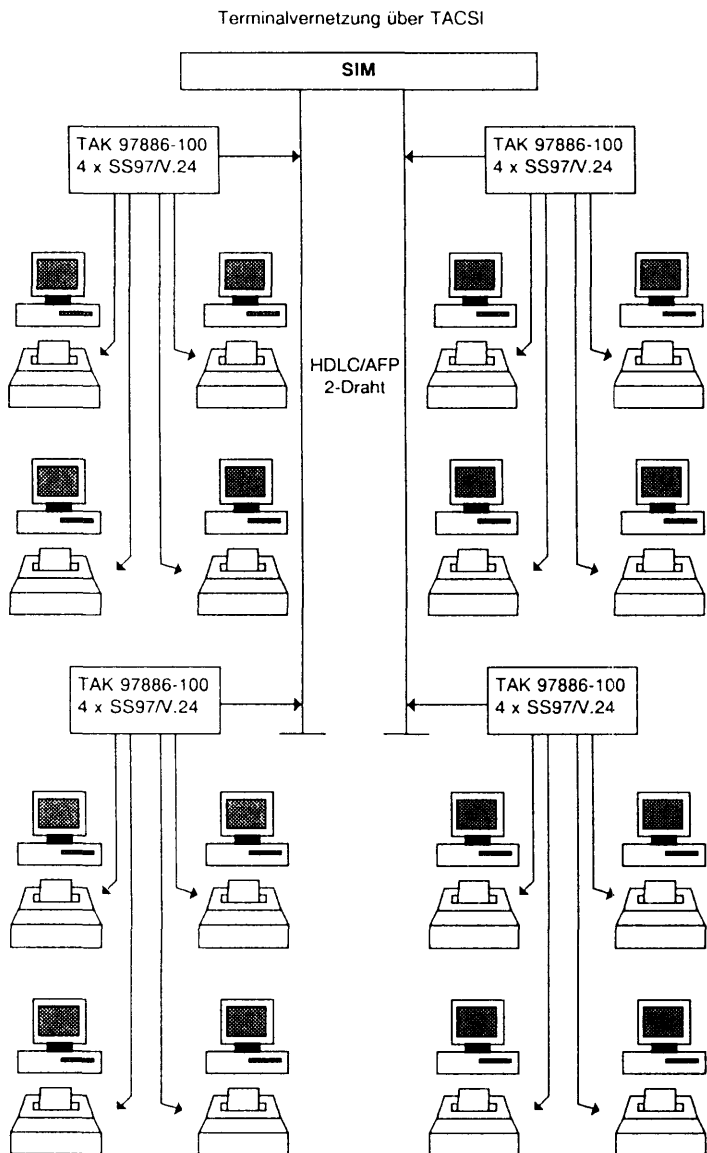 Terminalvernetzung über TACSI
SIM
TAK 97886-100
4 x SS97/V.24
TAK 97886-100
4 x SS97/V.24
HDLC/AFP
2-Draht
TAK 97886-100
4 x SS97/V.24
TAK 97886-100
4 x SS97/V.24